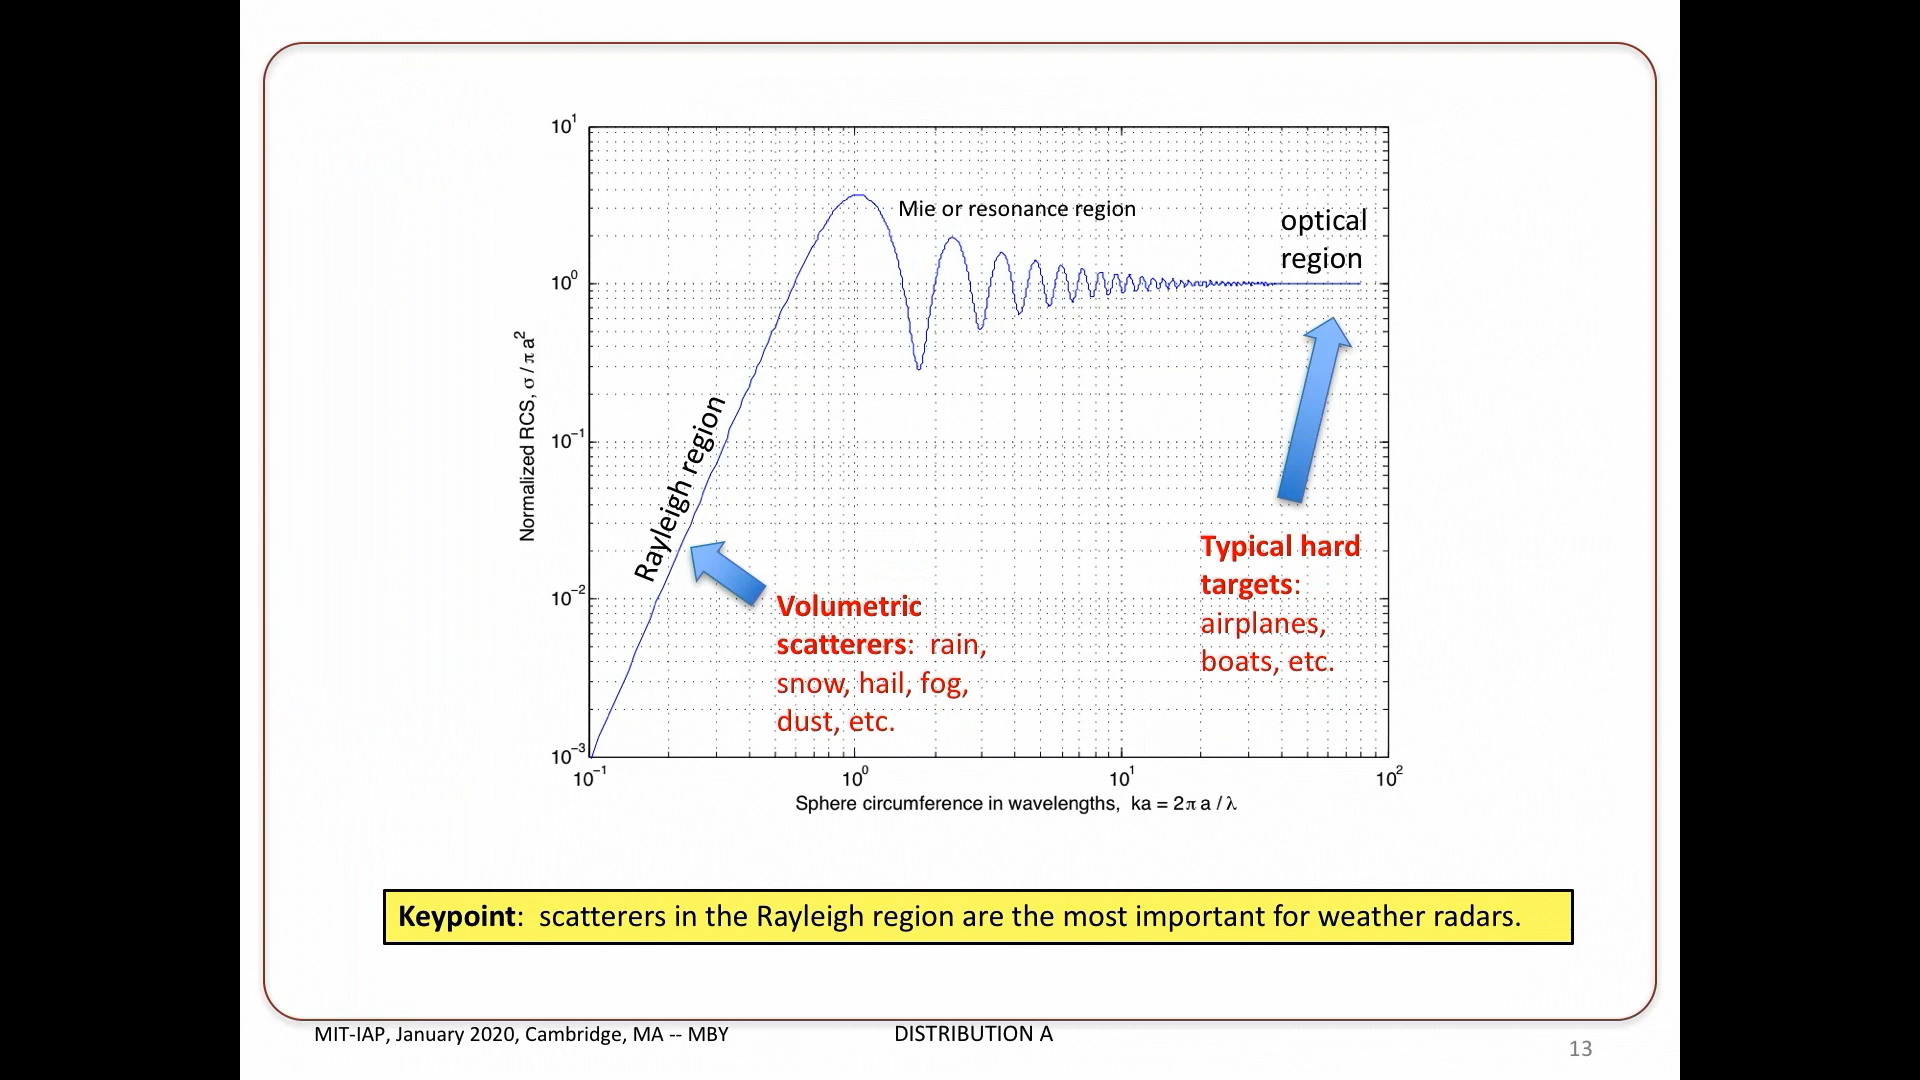 10^1
10^0
10^-1
10^-2
10^-3
Normalized RCS, σ / π a^2
Mie or resonance region
optical
region
Rayleigh region
Volumetric
scatterers:  rain,
snow, hail, fog,
dust, etc.
Typical hard
targets:
airplanes,
boats, etc.
10^-1 10^0 10^1 10^2
Sphere circumference in wavelengths,  ka = 2π a / λ
Keypoint:  scatterers in the Rayleigh region are the most important for weather radars.
MIT-IAP, January 2020, Cambridge, MA -- MBY
DISTRIBUTION A
13